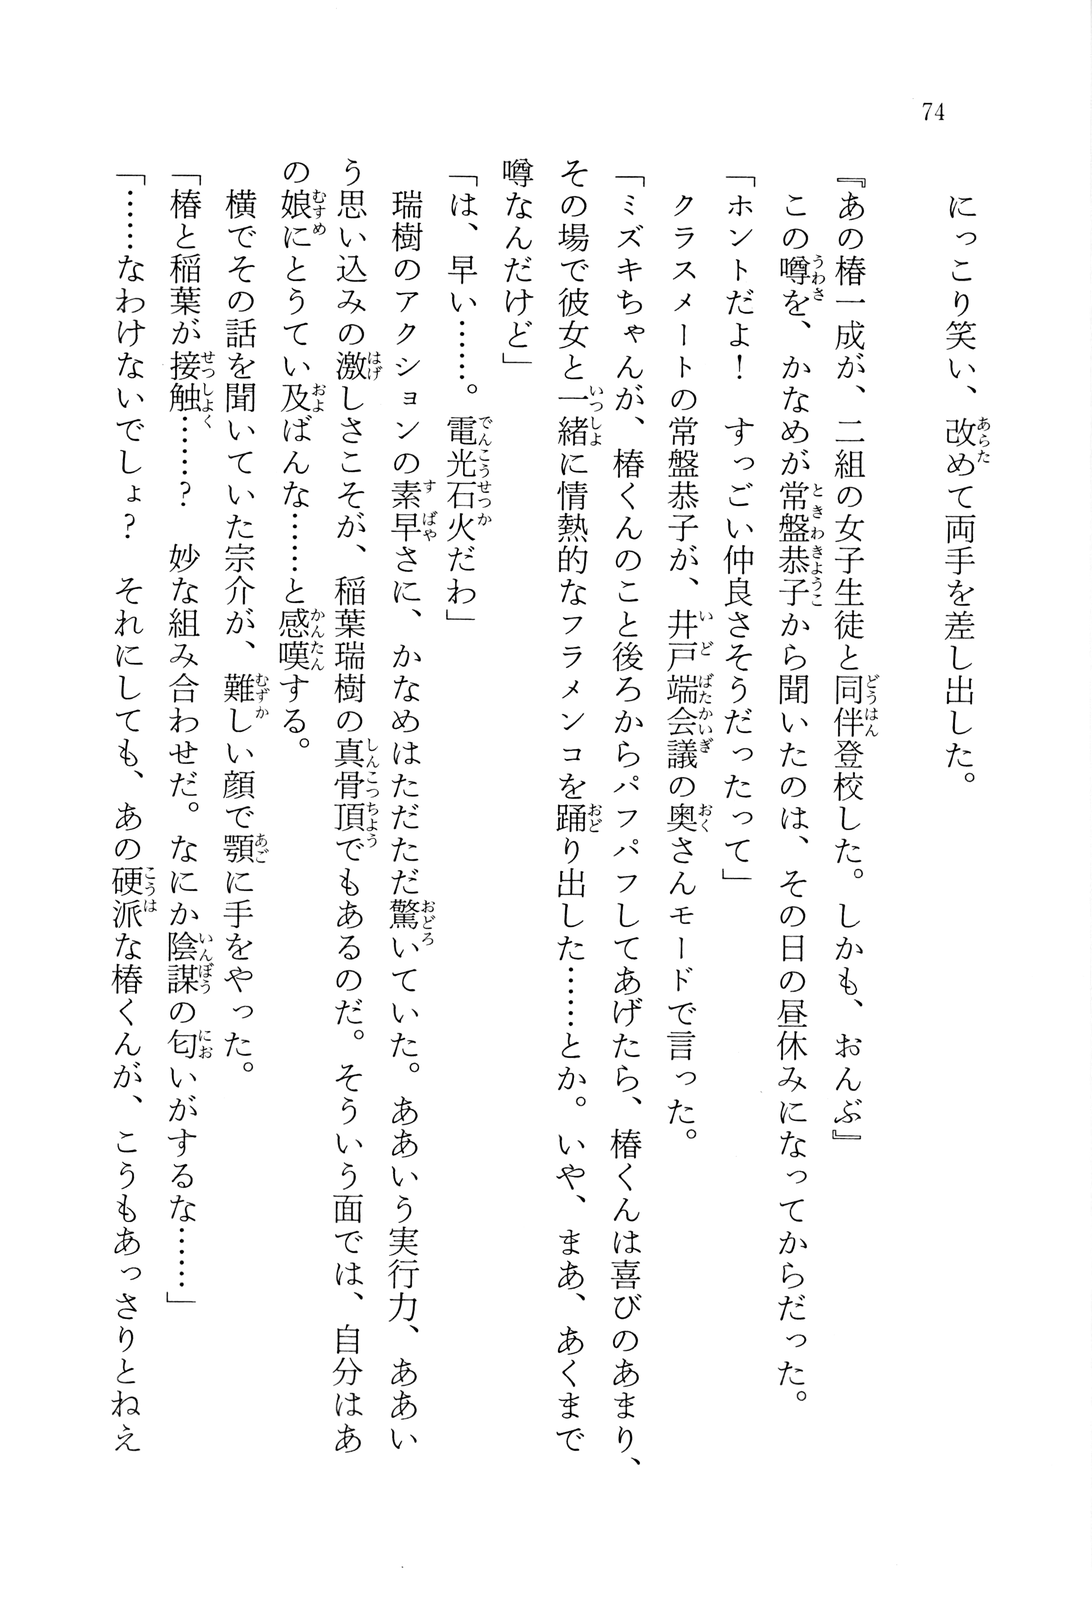 74
にっこり笑い、改めて両手を差し出した。
『あの椿一成が、二組の女子生徒と同伴登校した。しかも、おんぶ』
この噂を、かなめが常盤恭子から聞いたのは、その日の昼休みになってからだった。
「ホントだよ！　すっごい仲良さそうだったって」
クラスメートの常盤恭子が、井戸端会議の奥さんモードで言った。
「ミズキちゃんが、椿くんのこと後ろからパフパフしてあげたら、椿くんは喜びのあまり、
その場で彼女と一緒に情熱的なフラメンコを踊り出した……とか。いや、まあ、あくまで
噂なんだけど」
「は、早い……。電光石火だわ」
瑞樹のアクションの素早さに、かなめはただただ驚いていた。ああいう実行力、ああい
う思い込みの激しさこそが、稲葉瑞樹の真骨頂でもあるのだ。そういう面では、自分はあ
の娘にとうてい及ばんな……と感嘆する。
横でその話を聞いていた宗介が、難しい顔で顎に手をやった。
「椿と稲葉が接触……？　妙な組み合わせだ。なにか陰謀の匂いがするな……」
「……なわけないでしょ？　それにしても、あの硬派な椿くんが、こうもあっさりとねえ